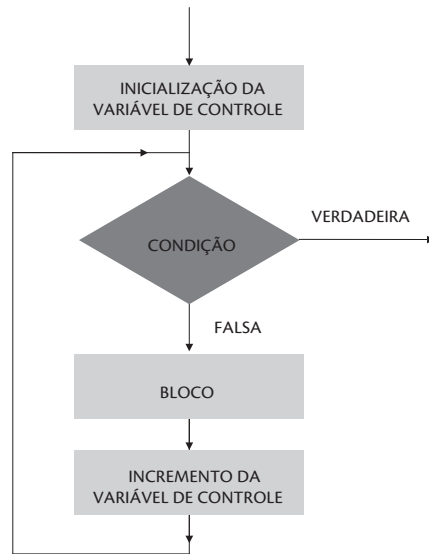 INICIALIZAÇÃO DA
VARIÁVEL DE CONTROLE
CONDIÇÃO
VERDADEIRA
FALSA
BLOCO
INCREMENTO DA
VARIÁVEL DE CONTROLE